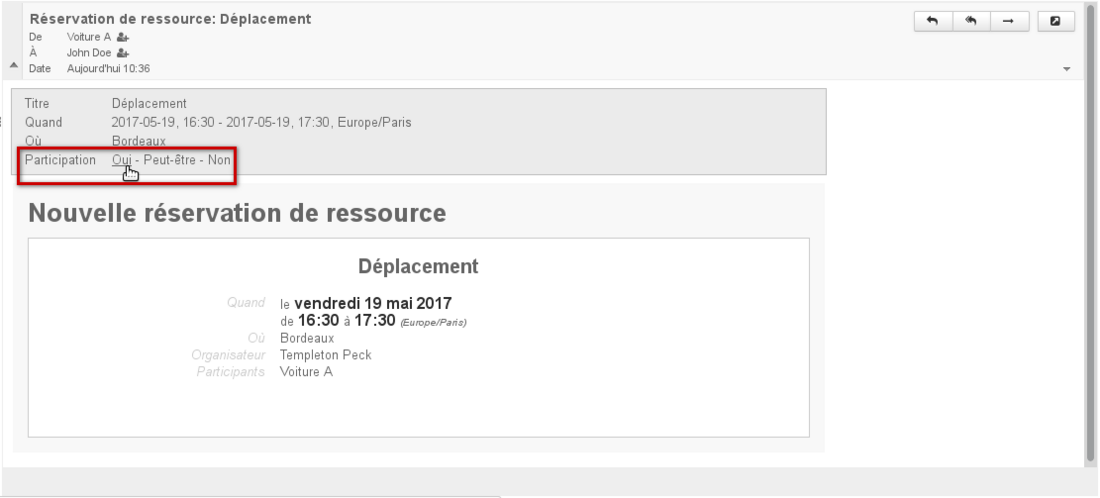 Réservation de ressource: Déplacement
De Voiture A
À John Doe
Date Aujourd'hui 10:36
Titre Déplacement
Quand 2017-05-19, 16:30 - 2017-05-19, 17:30, Europe/Paris
Où Bordeaux
Participation Oui - Peut-être - Non
Nouvelle réservation de ressource
Déplacement
Quand le vendredi 19 mai 2017
de 16:30 à 17:30 (Europe/Paris)
Où Bordeaux
Organisateur Templeton Peck
Participants Voiture A